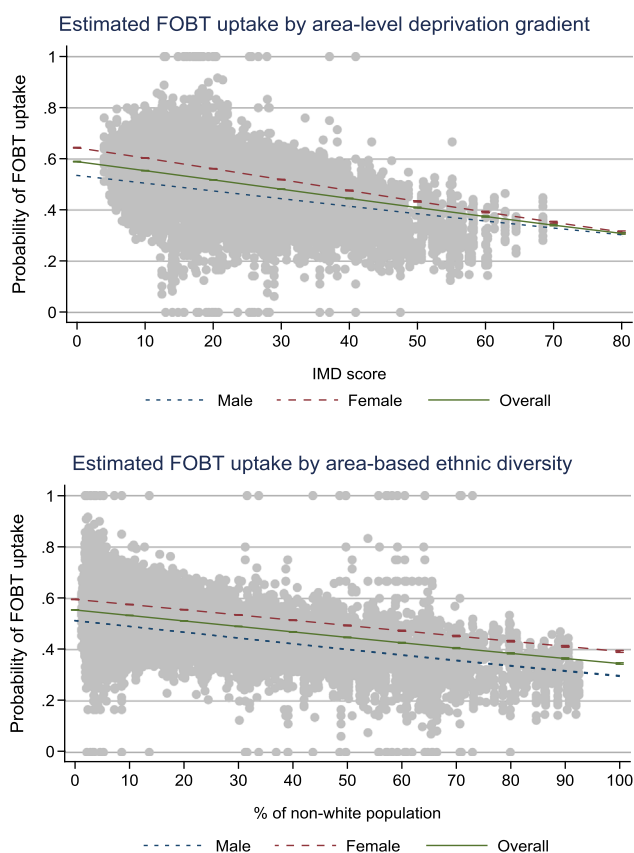 Estimated FOBT uptake by area-level deprivation gradient
Probability of FOBT uptake
1
.8
.6
.4
.2
0
0 10 20 30 40 50 60 70 80
IMD score
Male Female Overall
Estimated FOBT uptake by area-based ethnic diversity
Probability of FOBT uptake
1
.8
.6
.4
.2
0
0 10 20 30 40 50 60 70 80 90 100
% of non-white population
Male Female Overall